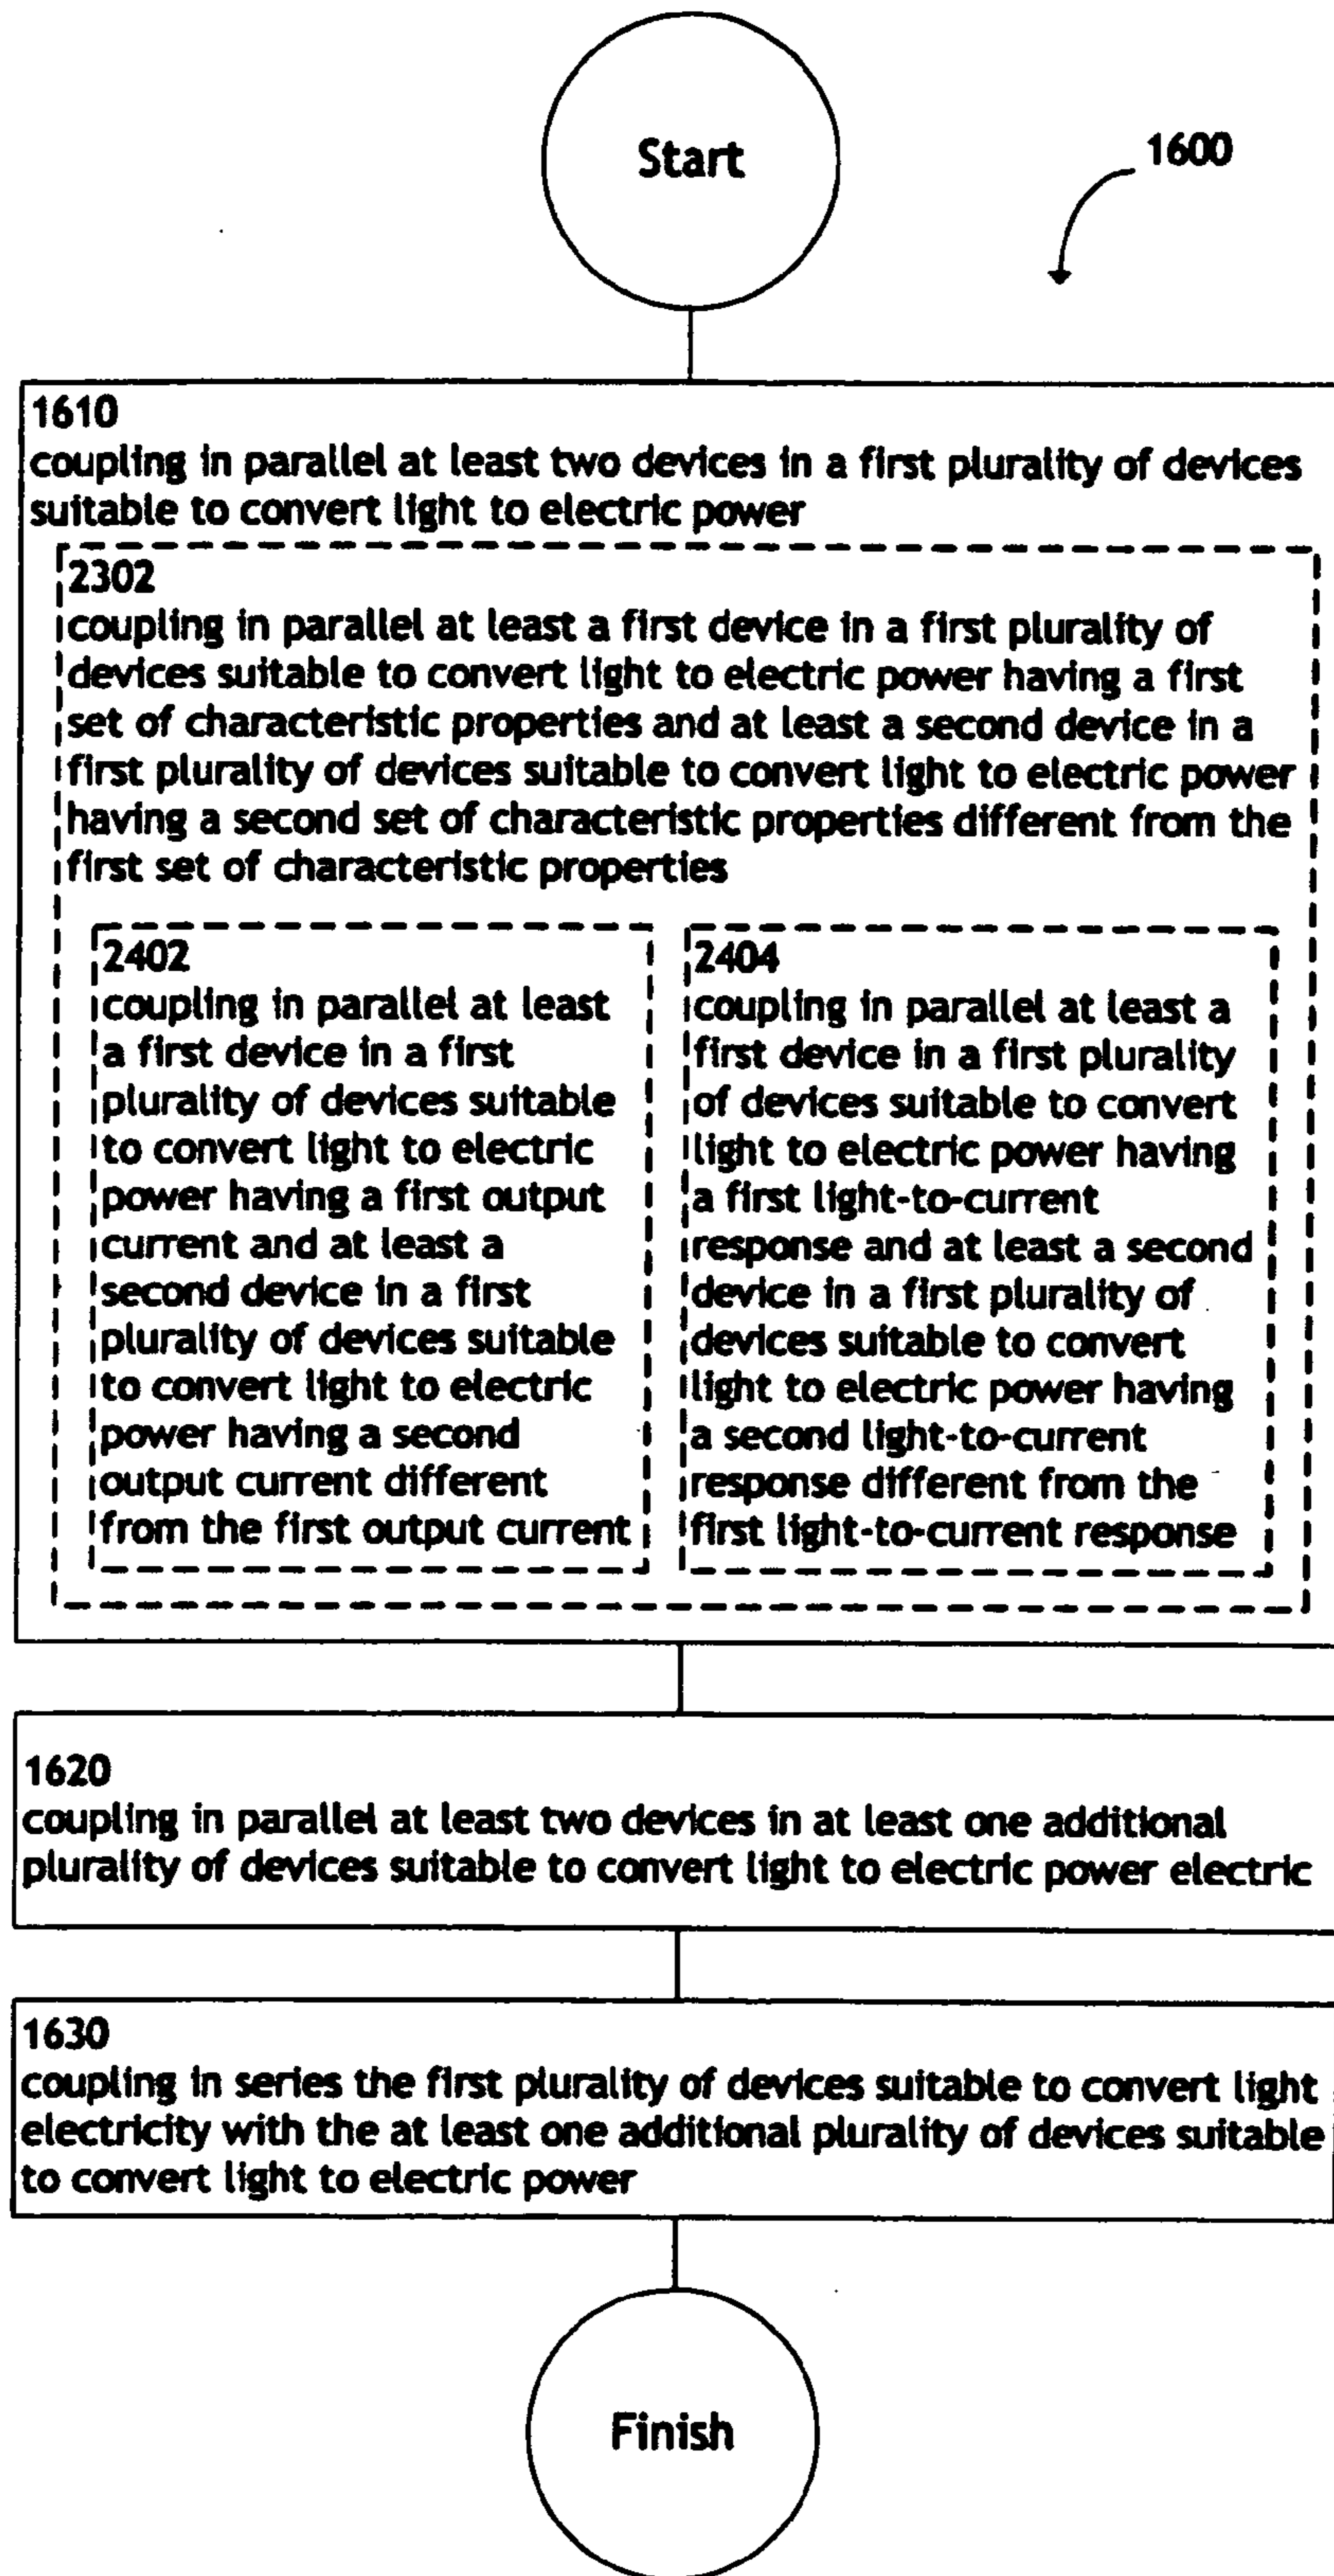 Start
1600
1610
coupling in parallel at least two devices in a first plurality of devices
suitable to convert light to electric power
2302
coupling in parallel at least a first device in a first plurality of
devices suitable to convert light to electric power having a first
set of characteristic properties and at least a second device in a
first plurality of devices suitable to convert light to electric power
having a second set of characteristic properties different from the
first set of characteristic properties
2402
coupling in parallel at least
a first device in a first
plurality of devices suitable
to convert light to electric
power having a first output
current and at least a
second device in a first
plurality of devices suitable
to convert light to electric
power having a second
output current different
from the first output current
2404
coupling in parallel at least a
first device in a first plurality
of devices suitable to convert
light to electric power having
a first light-to-current
response and at least a second
device in a first plurality of
devices suitable to convert
light to electric power having
a second light-to-current
response different from the
first light-to-current response
1620
coupling in parallel at least two devices in at least one additional
plurality of devices suitable to convert light to electric power electric
1630
coupling in series the first plurality of devices suitable to convert light
electricity with the at least one additional plurality of devices suitable
to convert light to electric power
Finish